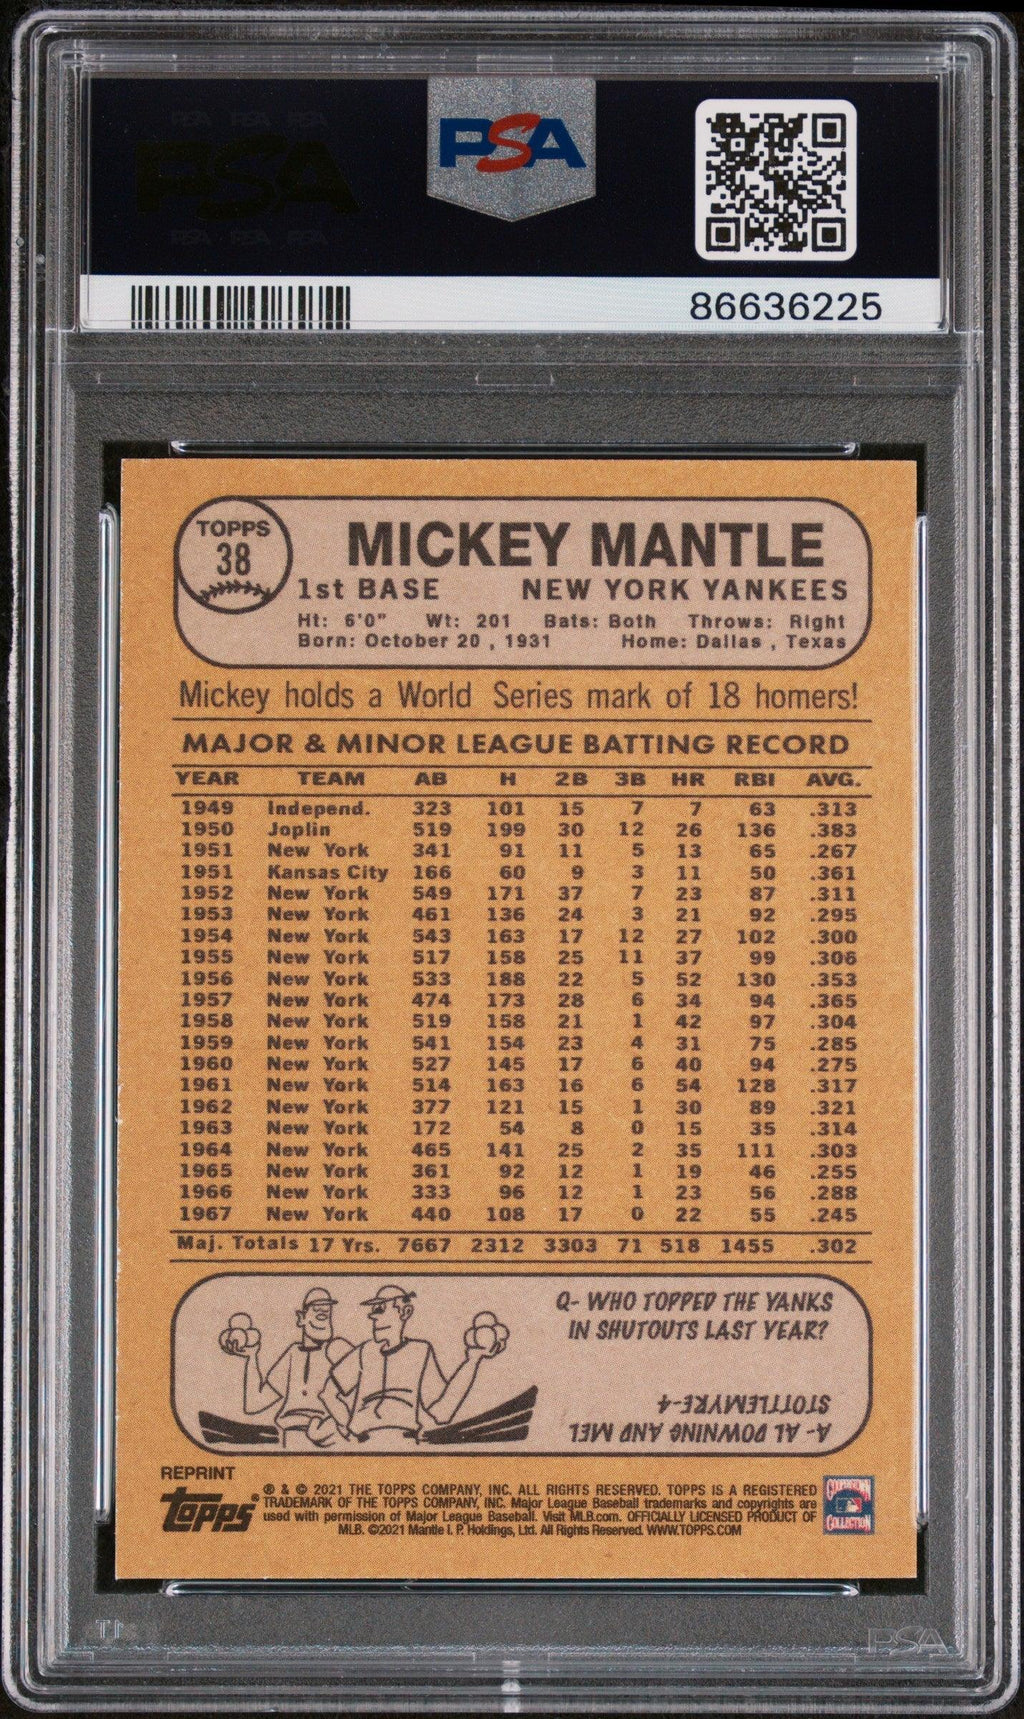 PSA PSA PSA
PSA
PSA PSA PSA
PSA
86636225
TOPPS
38
MICKEY MANTLE
1st BASE NEW YORK YANKEES
Ht: 6'0" Wt: 201 Bats: Both Throws: Right
Born: October 20 , 1931 Home: Dallas , Texas
Mickey holds a World Series mark of 18 homers!
MAJOR & MINOR LEAGUE BATTING RECORD
YEAR TEAM AB H 2B 3B HR RBI AVG.
1949 Independ. 323 101 15 7 7 63 .313
1950 Joplin 519 199 30 12 26 136 .383
1951 New York 341 91 11 5 13 65 .267
1951 Kansas City 166 60 9 3 11 50 .361
1952 New York 549 171 37 7 23 87 .311
1953 New York 461 136 24 3 21 92 .295
1954 New York 543 163 17 12 27 102 .300
1955 New York 517 158 25 11 37 99 .306
1956 New York 533 188 22 5 52 130 .353
1957 New York 474 173 28 6 34 94 .365
1958 New York 519 158 21 1 42 97 .304
1959 New York 541 154 23 4 31 75 .285
1960 New York 527 145 17 6 40 94 .275
1961 New York 514 163 16 6 54 128 .317
1962 New York 377 121 15 1 30 89 .321
1963 New York 172 54 8 0 15 35 .314
1964 New York 465 141 25 2 35 111 .303
1965 New York 361 92 12 1 19 46 .255
1966 New York 333 96 12 1 23 56 .288
1967 New York 440 108 17 0 22 55 .245
Maj. Totals 17 Yrs. 7667 2312 3303 71 518 1455 .302
Q- WHO TOPPED THE YANKS
IN SHUTOUTS LAST YEAR?
A- AL DOWNING AND MEL
STOTTLEMYRE-4
REPRINT
Topps®
® & © 2021 THE TOPPS COMPANY, INC. ALL RIGHTS RESERVED. TOPPS IS A REGISTERED
TRADEMARK OF THE TOPPS COMPANY, INC. Major League Baseball trademarks and copyrights are
used with permission of Major League Baseball. Visit MLB.com. OFFICIALLY LICENSED PRODUCT OF
MLB. ©2021 Mantle I. P. Holdings, Ltd. All Rights Reserved. WWW.TOPPS.COM
COOPERSTOWN
COLLECTION
PSA